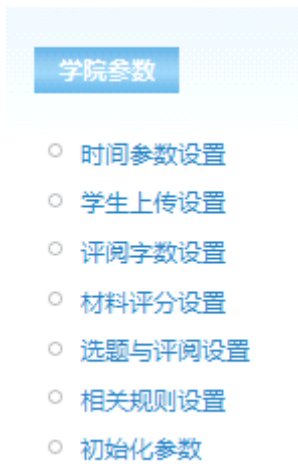 学院参数
时间参数设置
学生上传设置
评阅字数设置
材料评分设置
选题与评阅设置
相关规则设置
初始化参数